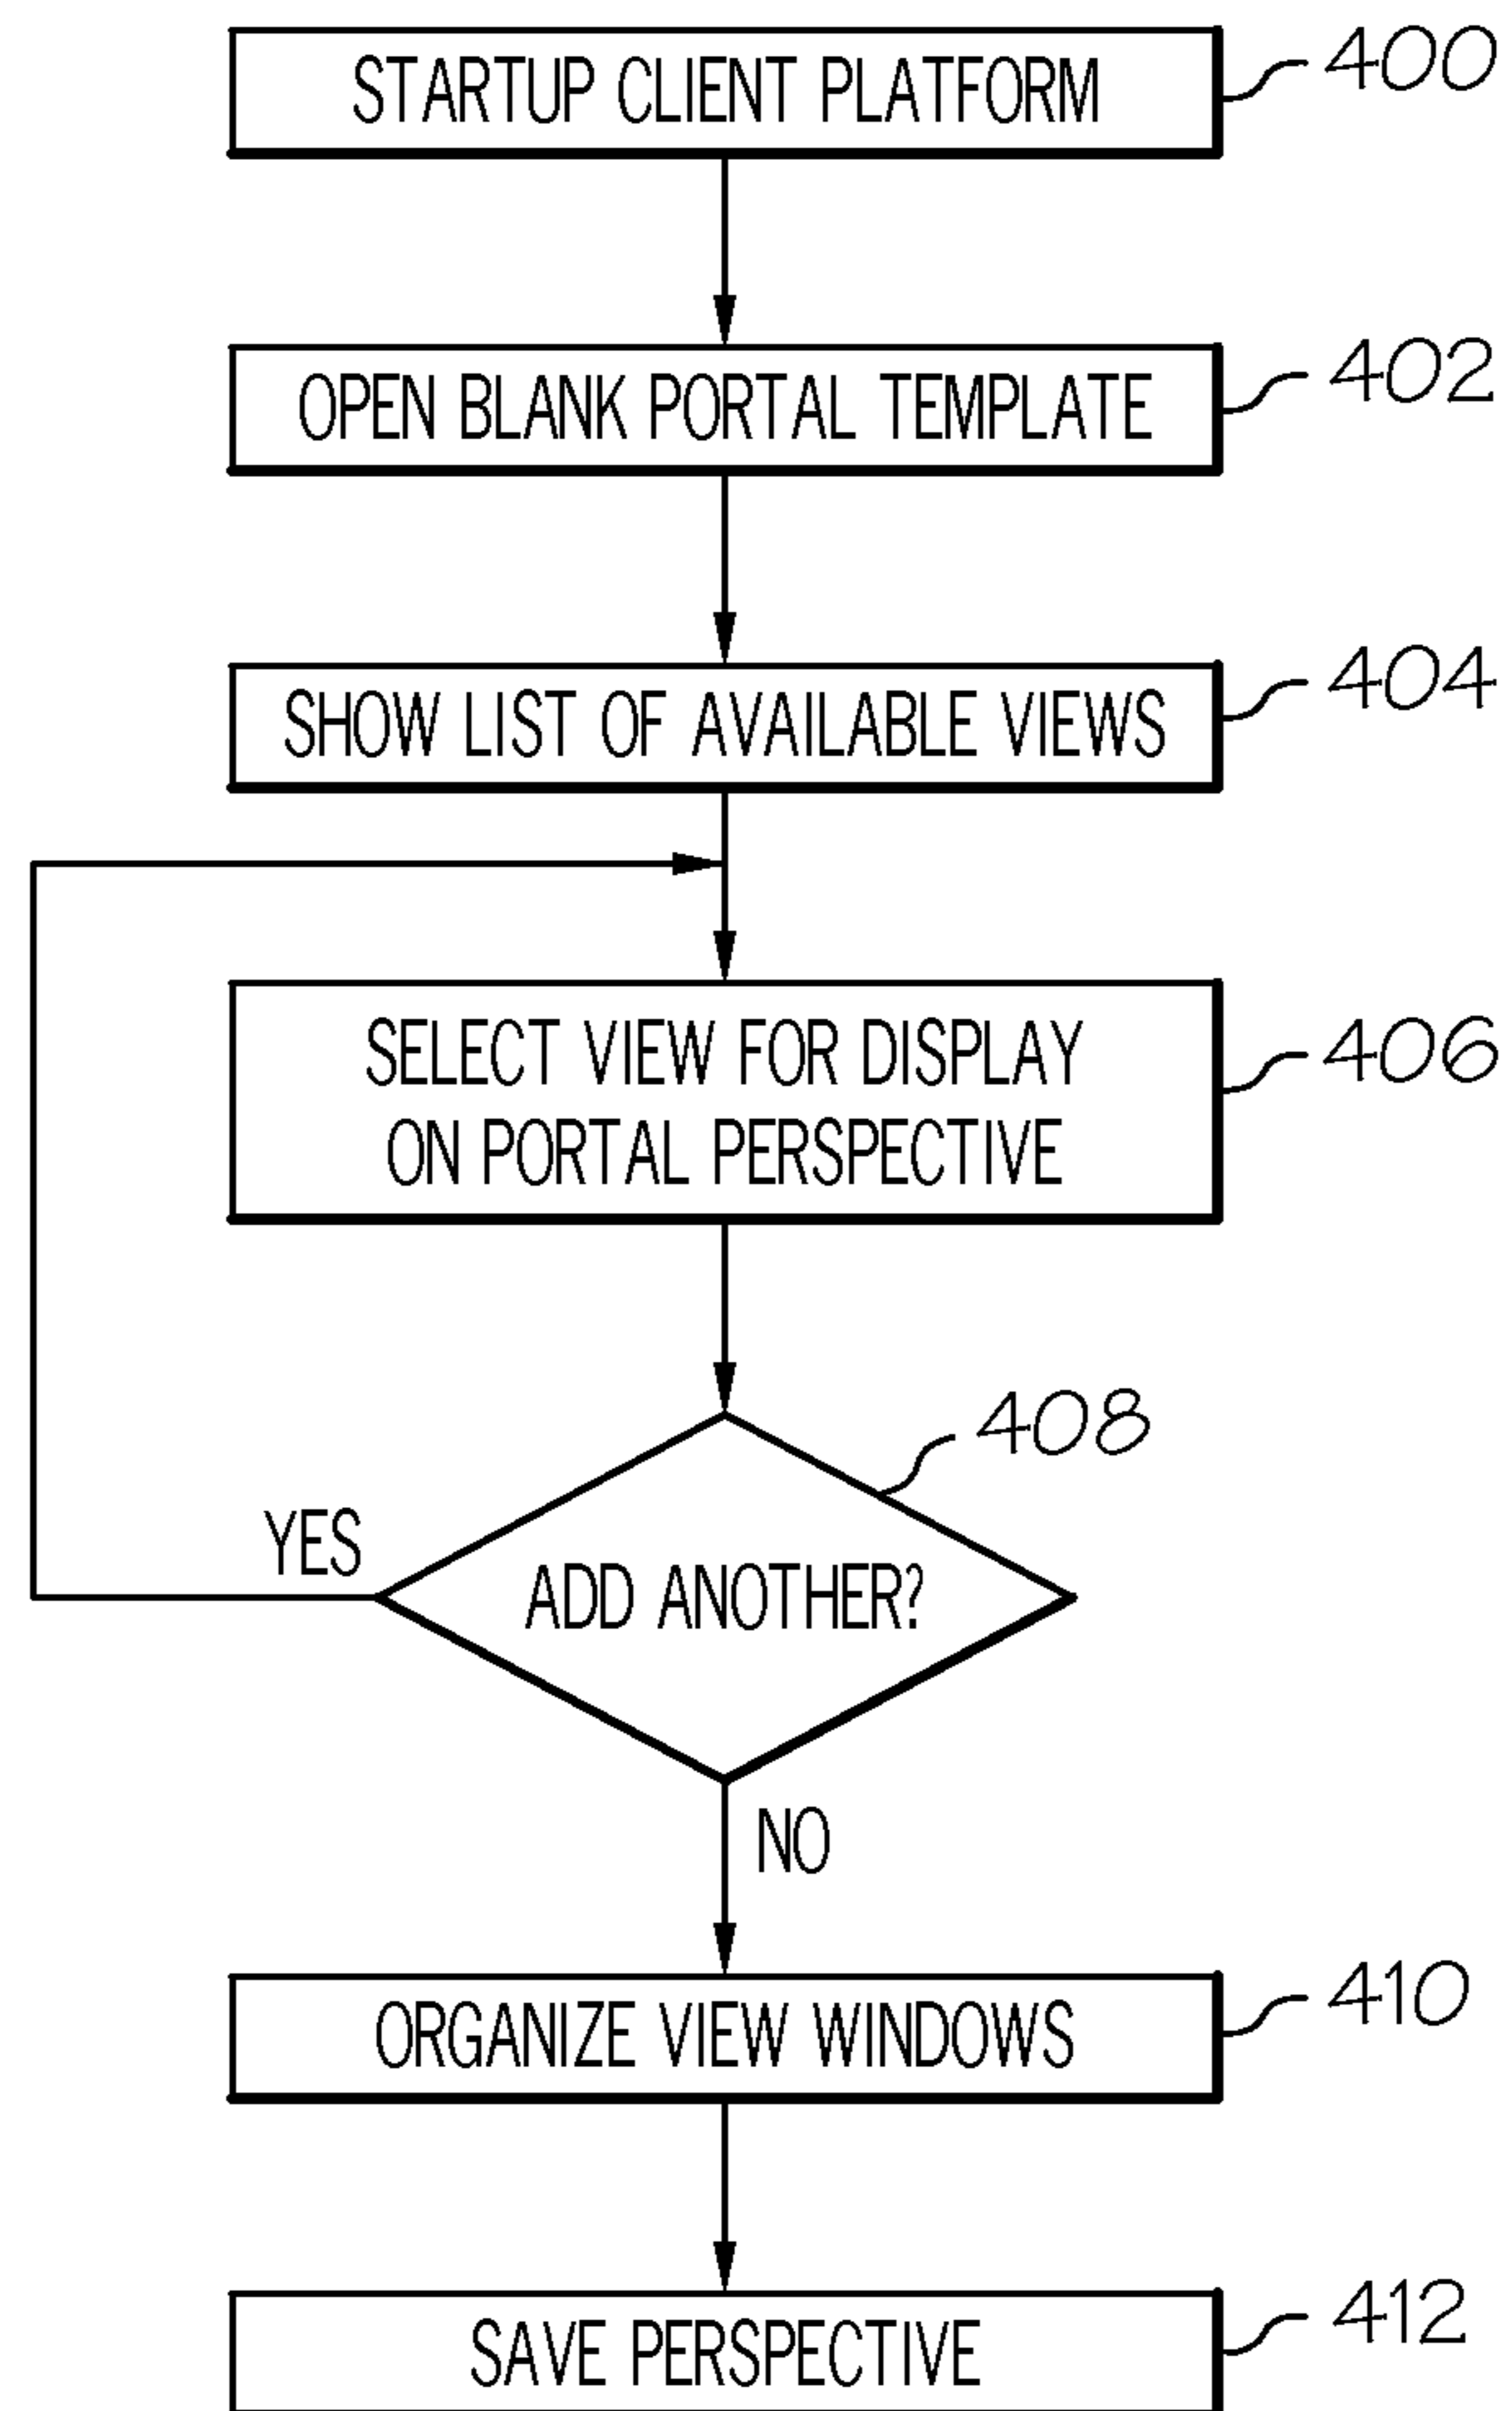 STARTUP CLIENT PLATFORM
400
OPEN BLANK PORTAL TEMPLATE
402
SHOW LIST OF AVAILABLE VIEWS
404
SELECT VIEW FOR DISPLAY
ON PORTAL PERSPECTIVE
406
408
YES
ADD ANOTHER?
NO
ORGANIZE VIEW WINDOWS
410
SAVE PERSPECTIVE
412